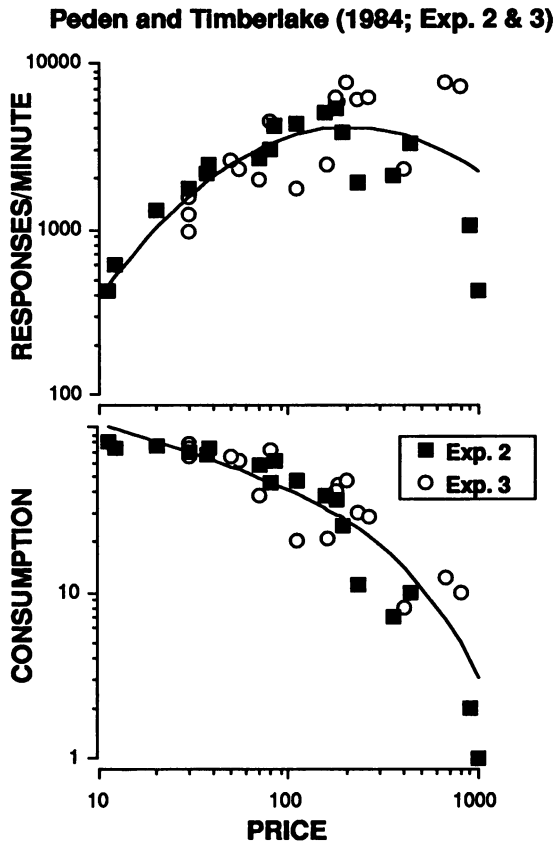 Peden and Timberlake (1984; Exp. 2 & 3)
10000
1000
100
RESPONSES/MINUTE
Exp. 2
Exp. 3
10
1
CONSUMPTION
10
100
1000
PRICE